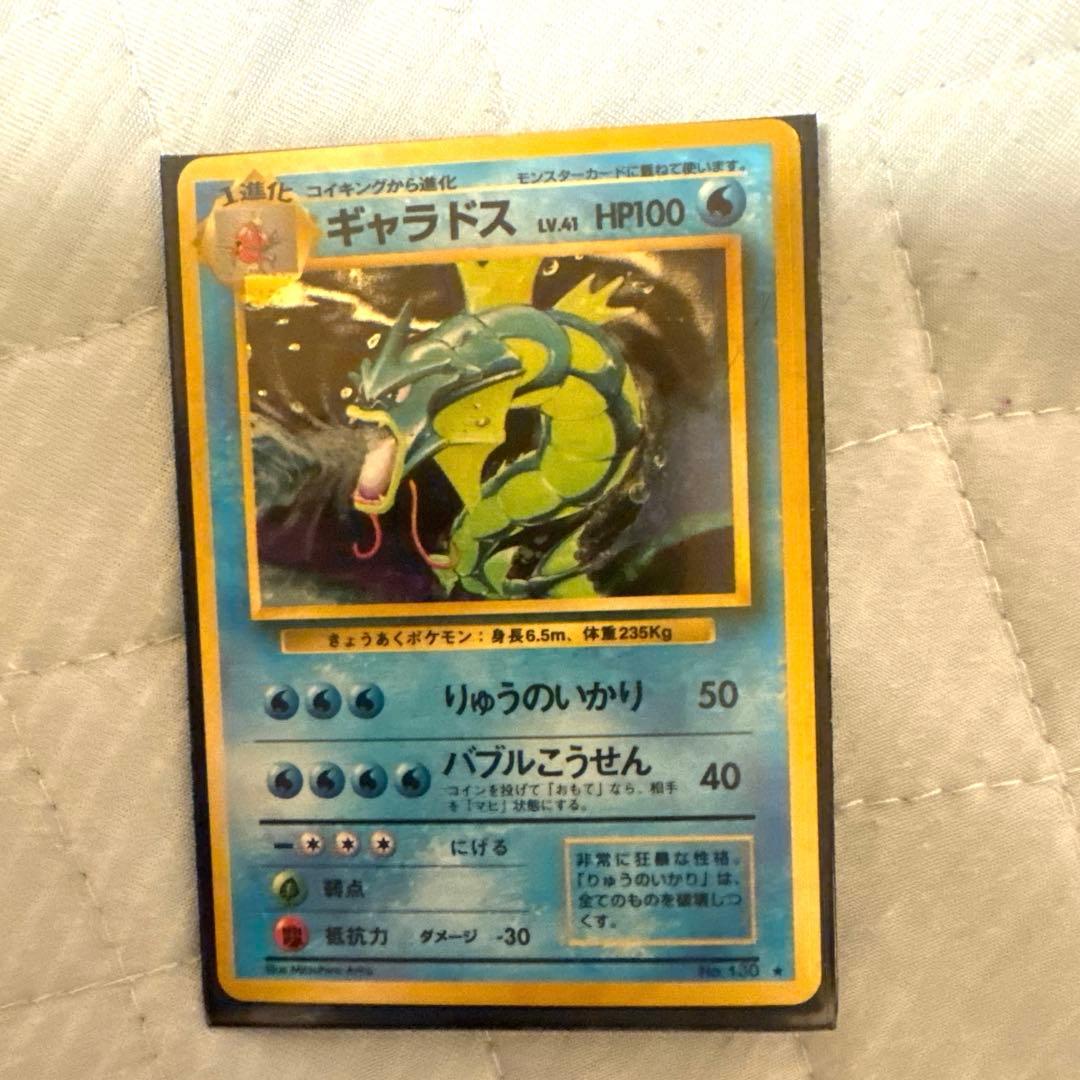 1進化 コイキングから進化 モンスターカードに重ねて使います。
ギャラドス LV.41 HP100
きょうあくポケモン：身長6.5m、体重235Kg
りゅうのいかり 50
バブルこうせん 40
コインを投げて「おもて」なら、相手
を「マヒ」状態にする。
にげる
弱点
抵抗力 ダメージ -30
非常に狂暴な性格。
「りゅうのいかり」は、
全てのものを破壊しつ
くす。
Illus. Mitsuhiro Arita
No. 130 ★